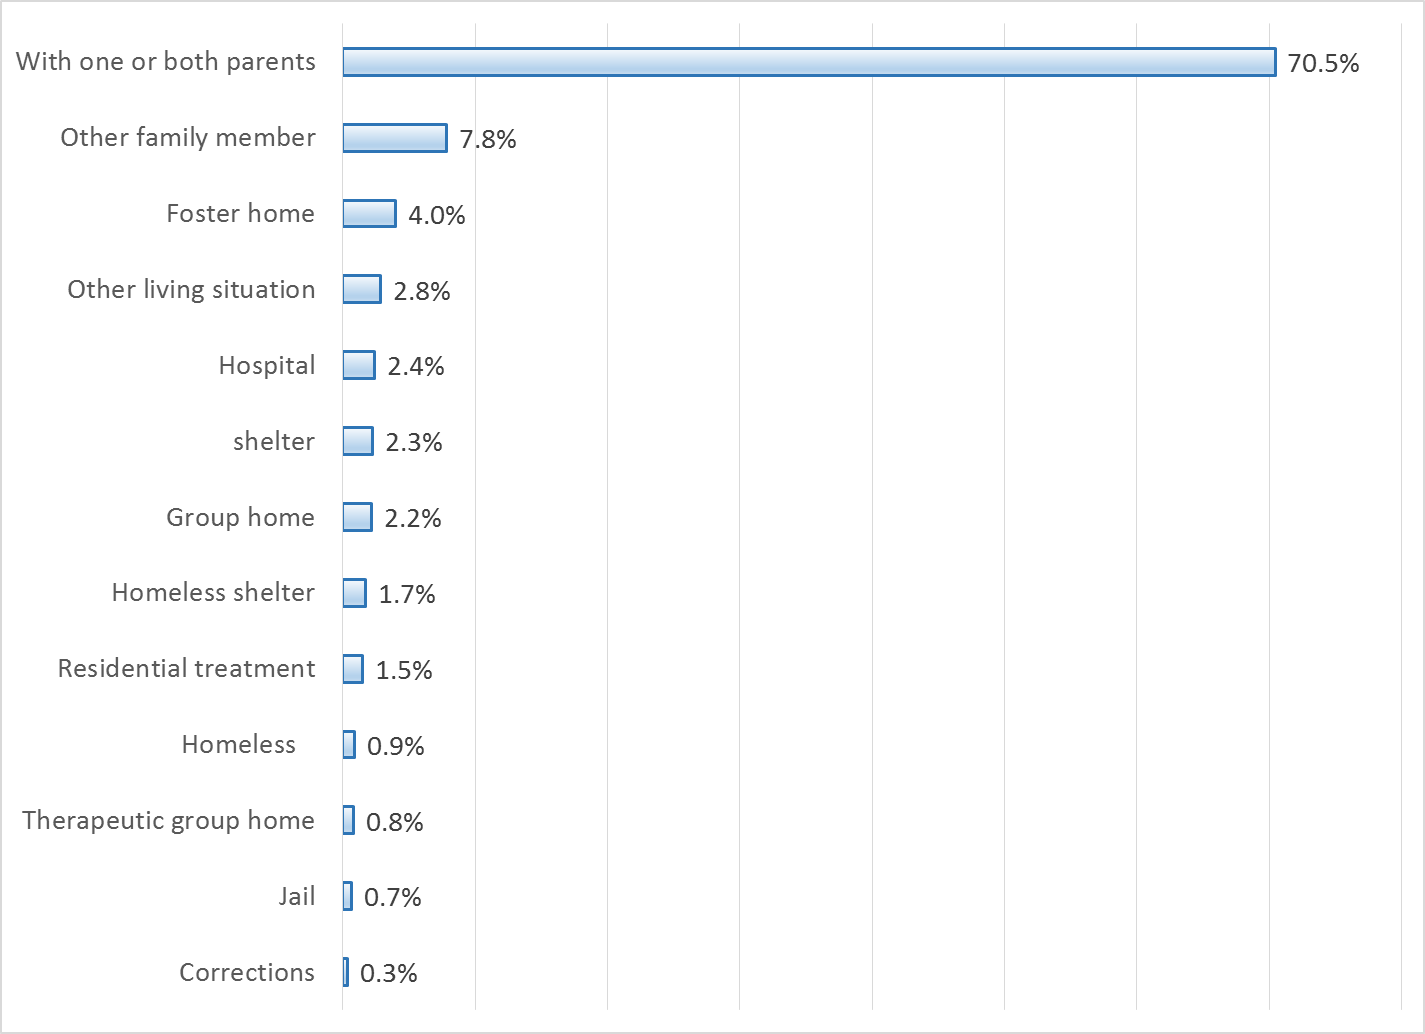 With one or both parents 70.5%
Other family member 7.8%
Foster home 4.0%
Other living situation 2.8%
Hospital 2.4%
shelter 2.3%
Group home 2.2%
Homeless shelter 1.7%
Residential treatment 1.5%
Homeless 0.9%
Therapeutic group home 0.8%
Jail 0.7%
Corrections 0.3%